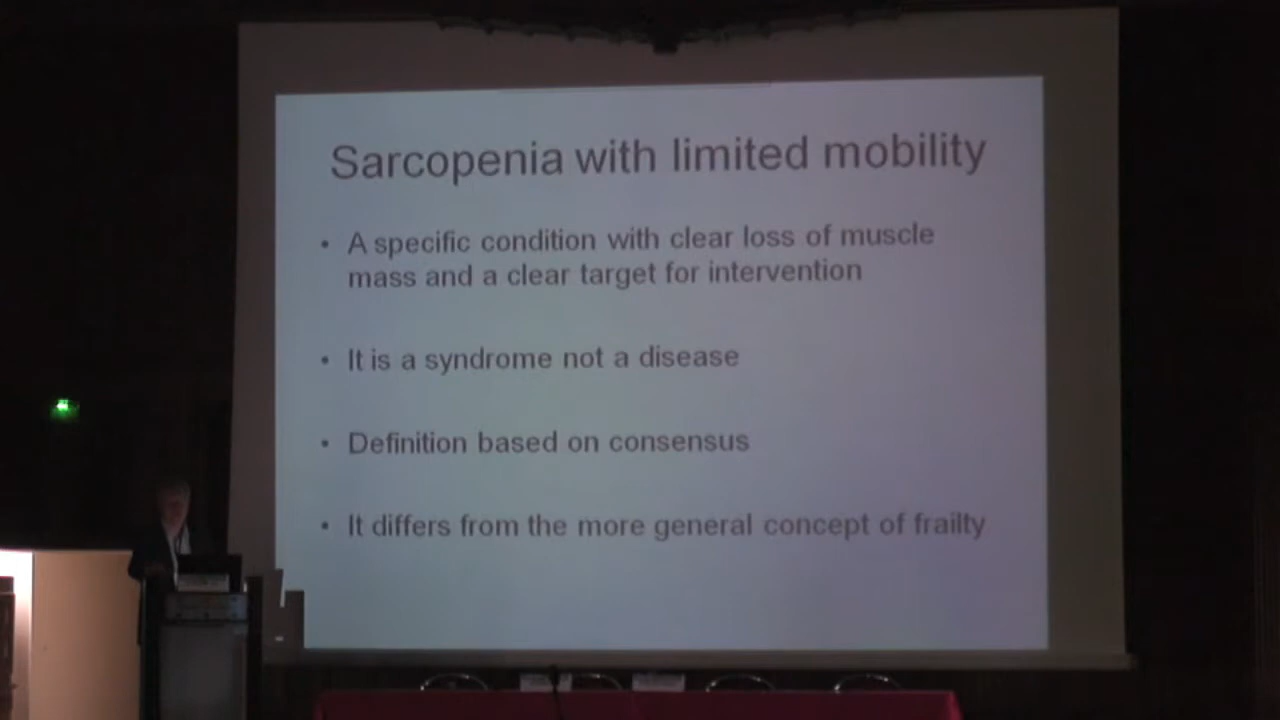 Sarcopenia with limited mobility
• A specific condition with clear loss of muscle
mass and a clear target for intervention
• It is a syndrome not a disease
• Definition based on consensus
• It differs from the more general concept of frailty